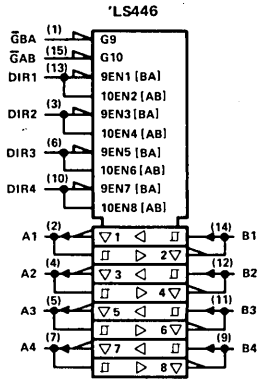 'LS446
G̅BA (1) G9
G̅AB (15) G10
DIR1 (13) 9EN1 [BA]
10EN2 [AB]
DIR2 (3) 9EN3 [BA]
10EN4 [AB]
DIR3 (6) 9EN5 [BA]
10EN6 [AB]
DIR4 (10) 9EN7 [BA]
10EN8 [AB]
A1 (2) ▽ 1 ◁ (14) B1
▷ 2 ▽
A2 (4) ▽ 3 ◁ (12) B2
▷ 4 ▽
A3 (5) ▽ 5 ◁ (11) B3
▷ 6 ▽
A4 (7) ▽ 7 ◁ (9) B4
▷ 8 ▽